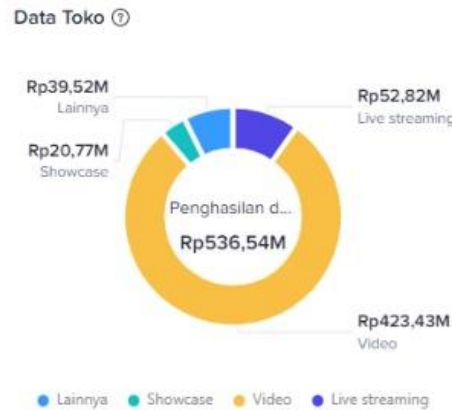 Data Toko ?
Rp39,52M
Lainnya
Rp52,82M
Live streaming
Rp20,77M
Showcase
Penghasilan d...
Rp536,54M
Rp423,43M
Video
Lainnya Showcase Video Live streaming